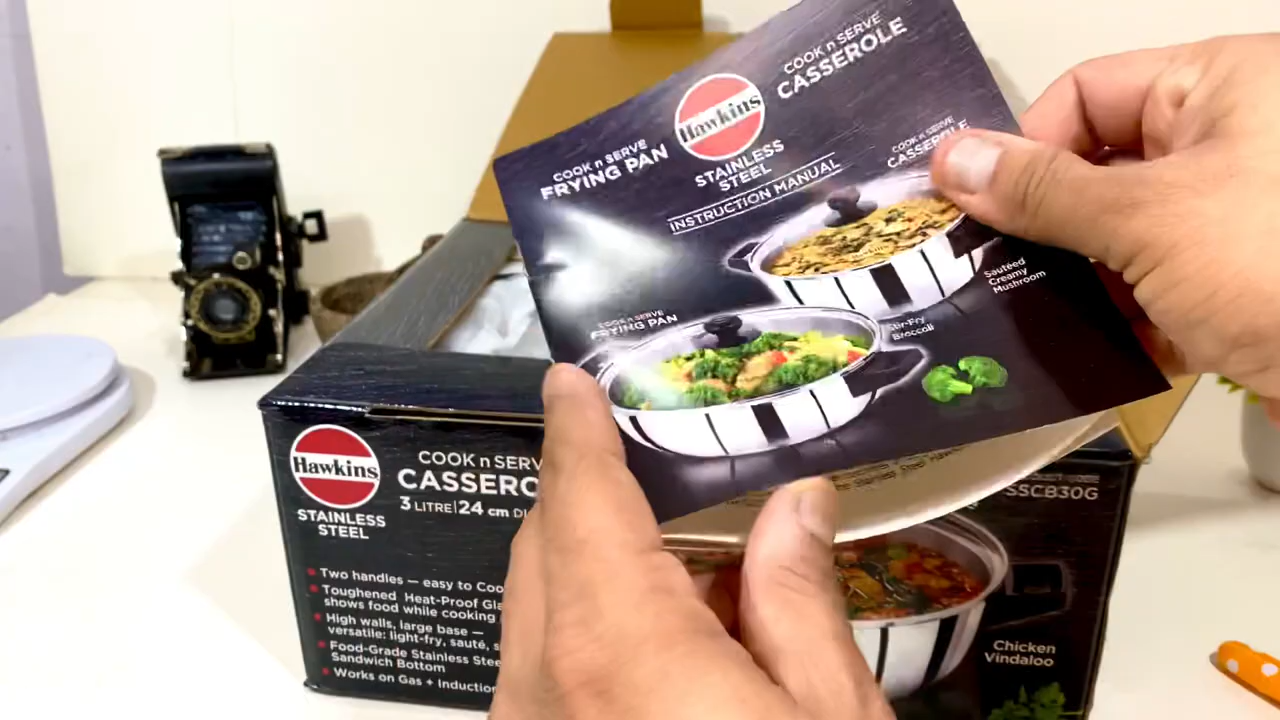 COOK n SERVE
CASSEROLE
Hawkins
COOK n SERVE
FRYING PAN
STAINLESS
STEEL
INSTRUCTION MANUAL
COOK n SERVE
CASSEROLE
Sautéed
Creamy
Mushroom
COOK n SERVE
FRYING PAN
Stir-Fry
Broccoli
Hawkins
STAINLESS
STEEL
COOK n SERV
CASSERO
3 LITRE|24 cm DI
SSCB30G
Two handles — easy to Coo
Toughened Heat-Proof Gla
shows food while cooking
High walls, large base —
versatile: light-fry, sauté, s
Food-Grade Stainless Stee
Sandwich Bottom
Works on Gas + Induction
Chicken
Vindaloo